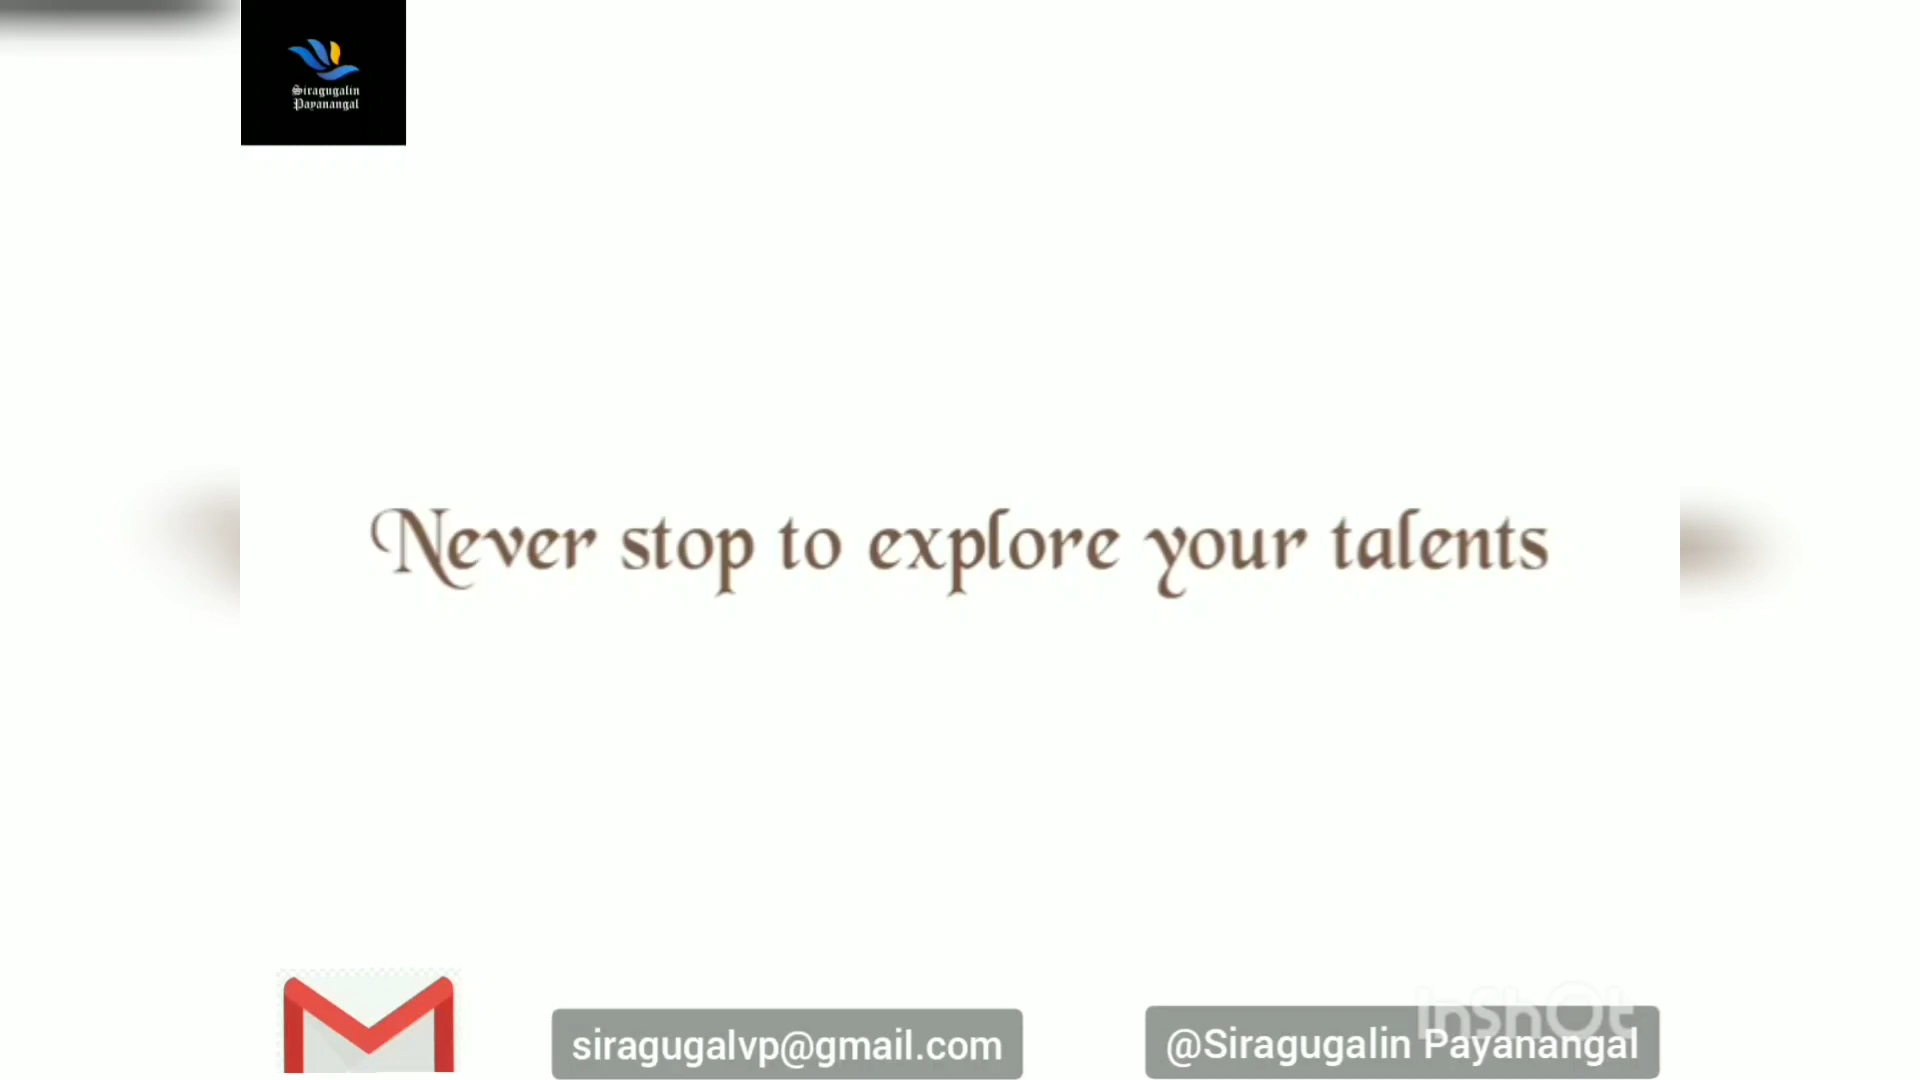 Siragugalin
Payanangal
Never stop to explore your talents
siragugalvp@gmail.com
@Siragugalin Payanangal
InShOt